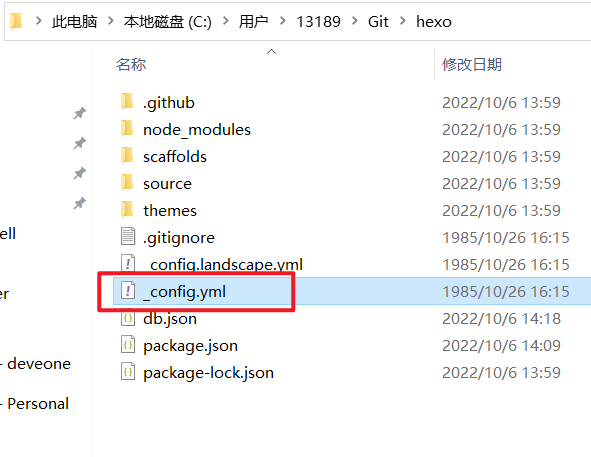 此电脑 > 本地磁盘 (C:) > 用户 > 13189 > Git > hexo
名称 修改日期
.github 2022/10/6 13:59
node_modules 2022/10/6 13:59
scaffolds 2022/10/6 13:59
source 2022/10/6 13:59
themes 2022/10/6 13:59
ell
.gitignore 1985/10/26 16:15
_config.landscape.yml 1985/10/26 16:15
er
_config.yml 1985/10/26 16:15
db.json 2022/10/6 14:18
package.json 2022/10/6 14:09
- deveone
package-lock.json 2022/10/6 13:59
- Personal